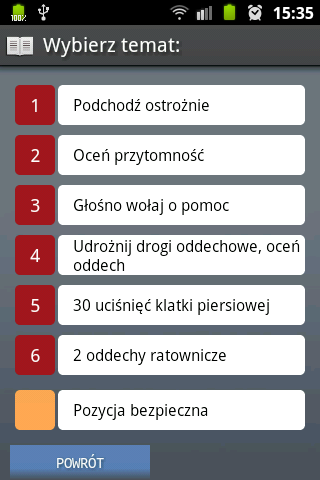 100%
15:35
Wybierz temat:
1 Podchodź ostrożnie
2 Oceń przytomność
3 Głośno wołaj o pomoc
4 Udrożnij drogi oddechowe, oceń
oddech
5 30 uciśnięć klatki piersiowej
6 2 oddechy ratownicze
Pozycja bezpieczna
POWRÓT